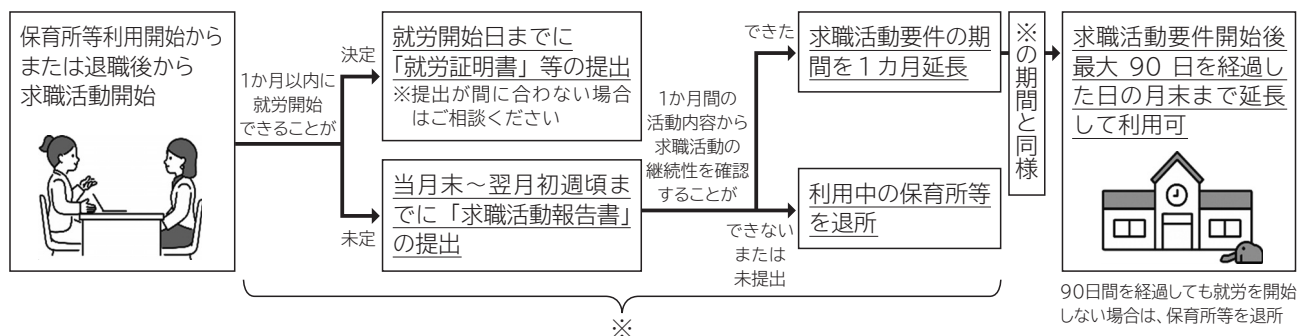 保育所等利用開始から
または退職後から
求職活動開始
1か月以内に
就労開始
できることが
決定
未定
就労開始日までに
「就労証明書」等の提出
※提出が間に合わない場合
はご相談ください
当月末～翌月初週頃ま
でに「求職活動報告書」
の提出
1か月間の
活動内容から
求職活動の
継続性を確認
することが
できた
できない
または
未提出
求職活動要件の期
間を1カ月延長
利用中の保育所等
を退所
※の期間と同様
求職活動要件開始後
最大 90 日を経過し
た日の月末まで延長
して利用可
90日間を経過しても就労を開始
しない場合は、保育所等を退所
※